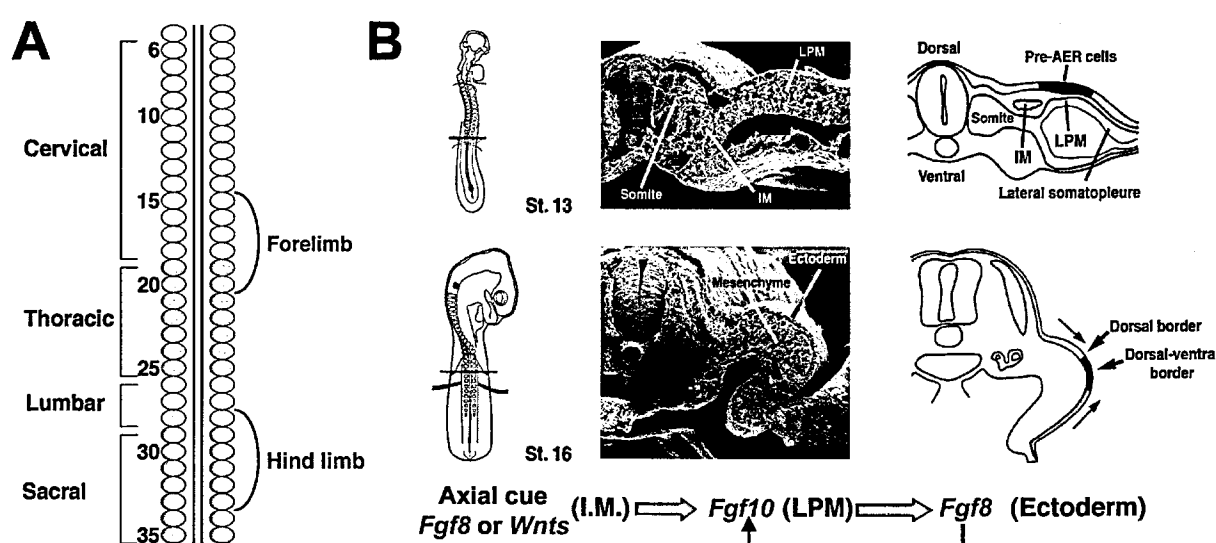 A
6
10
Cervical
15
Forelimb
20
Thoracic
25
Lumbar
30
Hind limb
Sacral
35
B
St. 13
LPM
Somite
IM
Dorsal
Pre-AER cells
Somite
IM
LPM
Ventral
Lateral somatopleure
St. 16
Ectoderm
Mesenchyme
Dorsal border
Dorsal-ventral
border
Axial cue
Fgf8 or Wnts
(I.M.)
Fgf10 (LPM)
Fgf8 (Ectoderm)